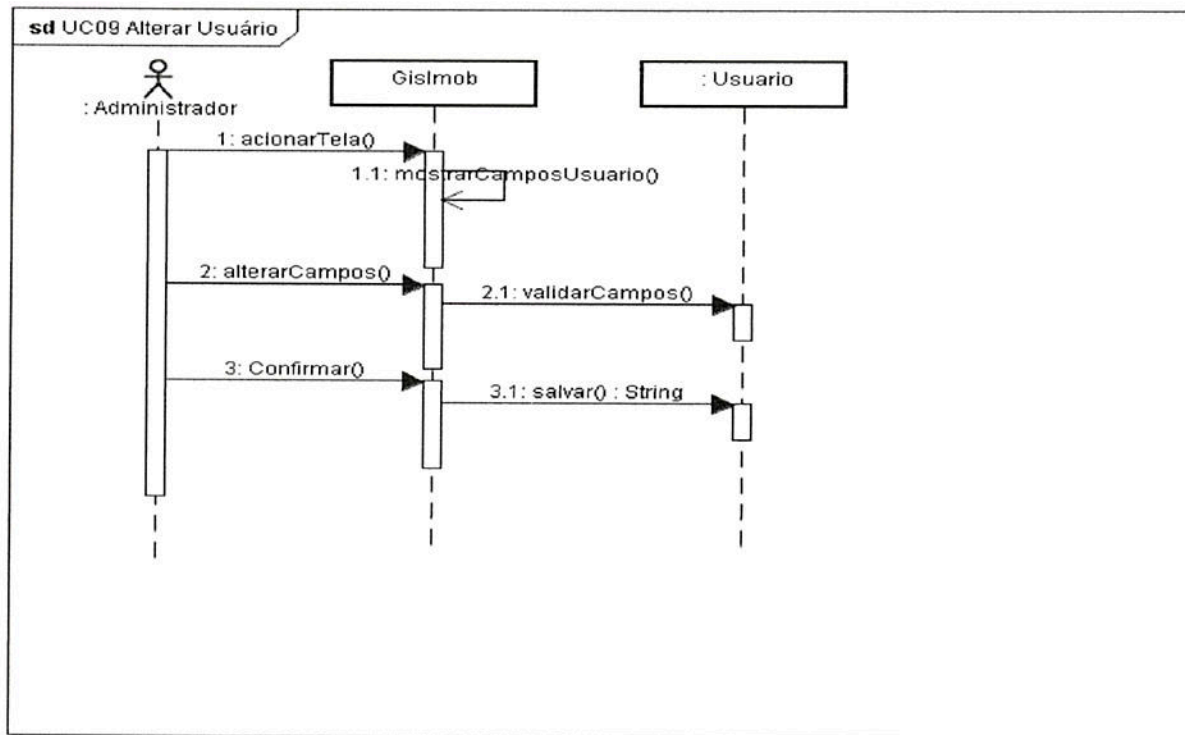 sd UC09 Alterar Usuário
: Administrador
GisImob
: Usuario
1: acionarTela()
1.1: mostrarCamposUsuario()
2: alterarCampos()
2.1: validarCampos()
3: Confirmar()
3.1: salvar() : String